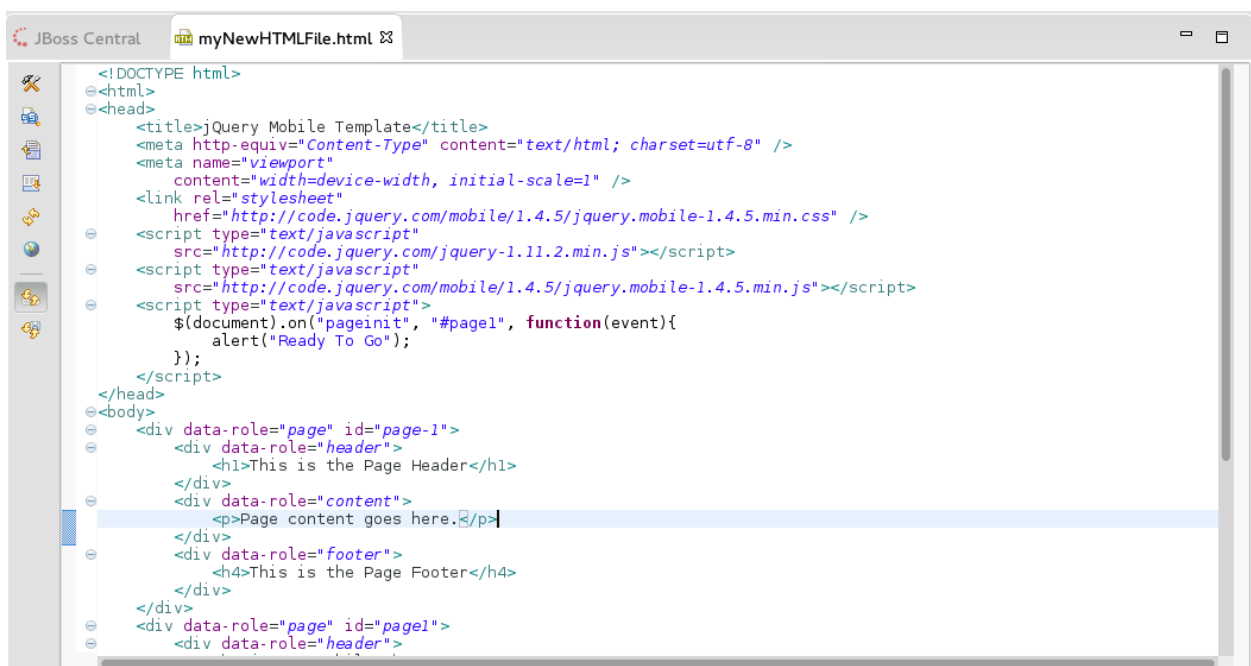 JBoss Central myNewHTMLFile.html
<!DOCTYPE html>
<html>
<head>
    <title>jQuery Mobile Template</title>
    <meta http-equiv="Content-Type" content="text/html; charset=utf-8" />
    <meta name="viewport"
        content="width=device-width, initial-scale=1" />
    <link rel="stylesheet"
        href="http://code.jquery.com/mobile/1.4.5/jquery.mobile-1.4.5.min.css" />
    <script type="text/javascript"
        src="http://code.jquery.com/jquery-1.11.2.min.js"></script>
    <script type="text/javascript"
        src="http://code.jquery.com/mobile/1.4.5/jquery.mobile-1.4.5.min.js"></script>
    <script type="text/javascript">
        $(document).on("pageinit", "#page1", function(event){
            alert("Ready To Go");
        });
    </script>
</head>
<body>
    <div data-role="page" id="page-1">
        <div data-role="header">
            <h1>This is the Page Header</h1>
        </div>
        <div data-role="content">
            <p>Page content goes here.</p>
        </div>
        <div data-role="footer">
            <h4>This is the Page Footer</h4>
        </div>
    </div>
    <div data-role="page" id="page1">
        <div data-role="header">